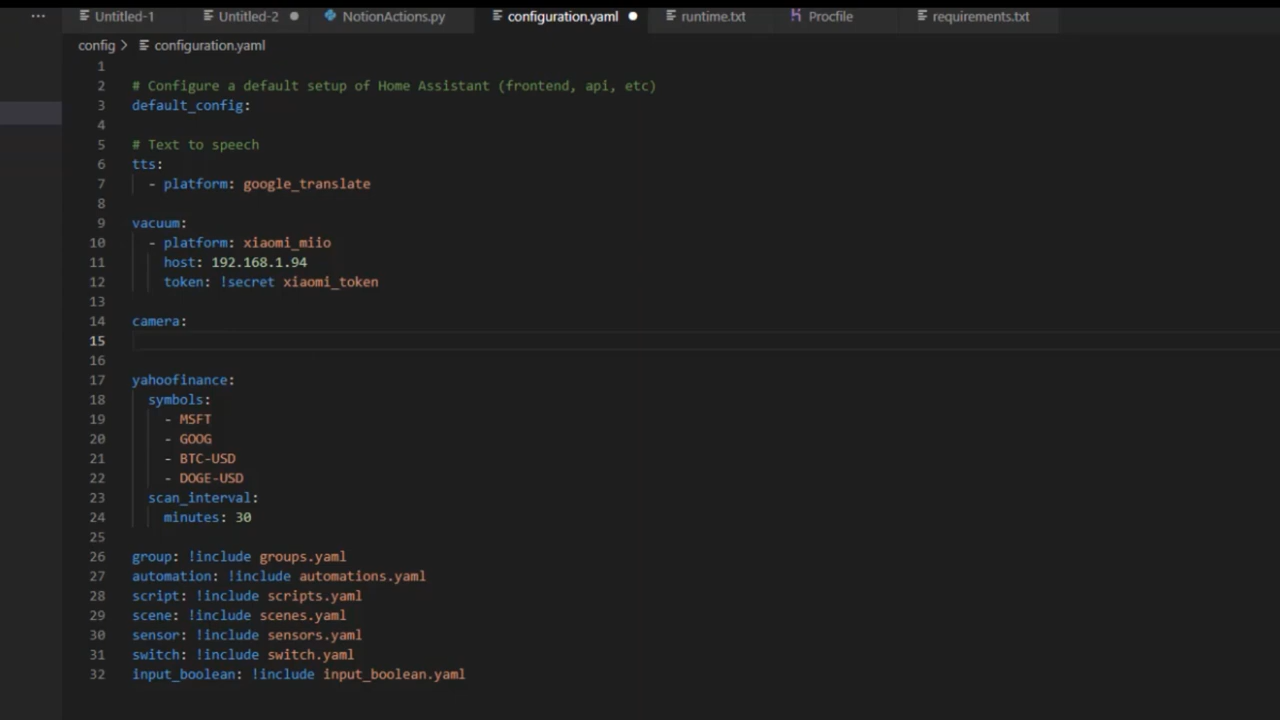 Untitled-1 Untitled-2 NotionActions.py configuration.yaml runtime.txt Procfile requirements.txt
config > configuration.yaml
1
2 # Configure a default setup of Home Assistant (frontend, api, etc)
3 default_config:
4
5 # Text to speech
6 tts:
7 - platform: google_translate
8
9 vacuum:
10 - platform: xiaomi_miio
11 host: 192.168.1.94
12 token: !secret xiaomi_token
13
14 camera:
15
16
17 yahoofinance:
18 symbols:
19 - MSFT
20 - GOOG
21 - BTC-USD
22 - DOGE-USD
23 scan_interval:
24 minutes: 30
25
26 group: !include groups.yaml
27 automation: !include automations.yaml
28 script: !include scripts.yaml
29 scene: !include scenes.yaml
30 sensor: !include sensors.yaml
31 switch: !include switch.yaml
32 input_boolean: !include input_boolean.yaml